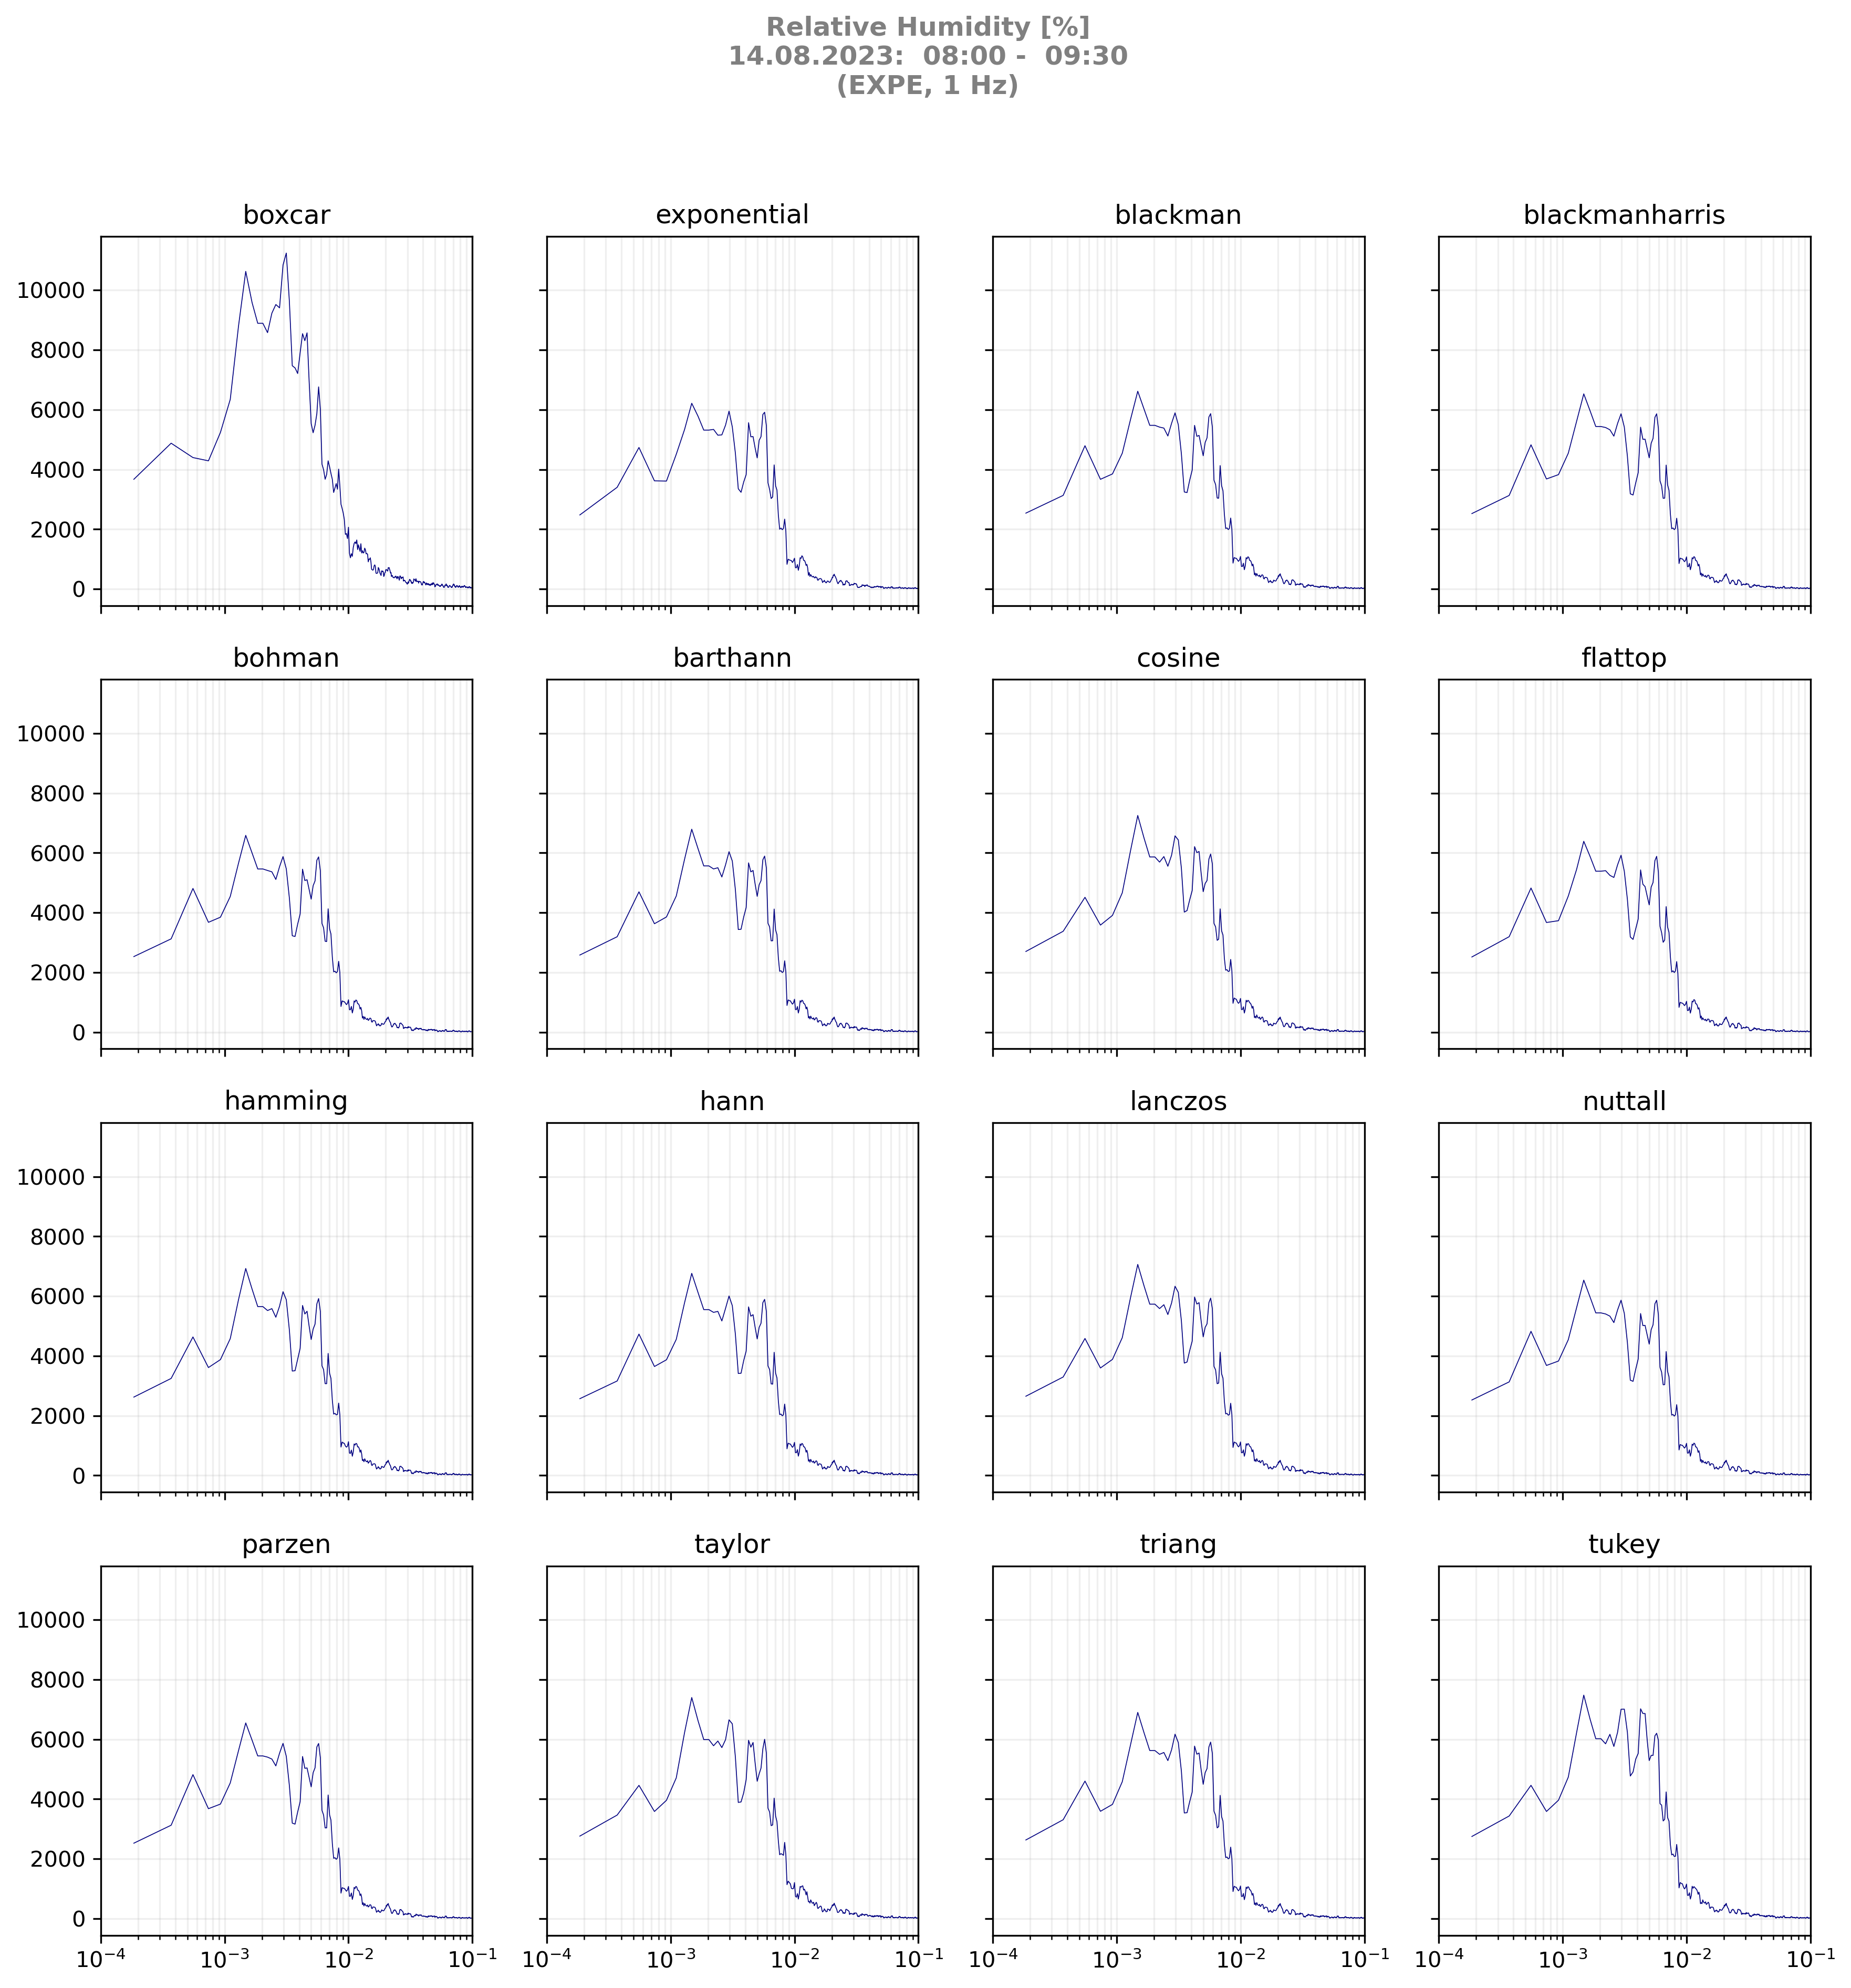 Relative Humidity [%]
14.08.2023:  08:00 -  09:30
(EXPE, 1 Hz)
boxcar
exponential
blackman
blackmanharris
10000
8000
6000
4000
2000
0
bohman
barthann
cosine
flattop
10000
8000
6000
4000
2000
0
hamming
hann
lanczos
nuttall
10000
8000
6000
4000
2000
0
parzen
taylor
triang
tukey
10000
8000
6000
4000
2000
0
10⁻⁴ 10⁻³ 10⁻² 10⁻¹
10⁻⁴ 10⁻³ 10⁻² 10⁻¹
10⁻⁴ 10⁻³ 10⁻² 10⁻¹
10⁻⁴ 10⁻³ 10⁻² 10⁻¹